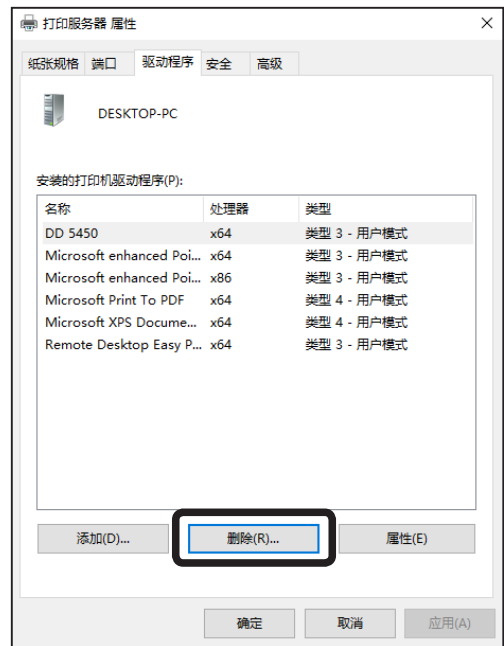 打印服务器 属性
纸张规格 端口 驱动程序 安全 高级
DESKTOP-PC
安装的打印机驱动程序(P):
名称 处理器 类型
DD 5450 x64 类型 3 - 用户模式
Microsoft enhanced Poi... x64 类型 3 - 用户模式
Microsoft enhanced Poi... x86 类型 3 - 用户模式
Microsoft Print To PDF x64 类型 4 - 用户模式
Microsoft XPS Docume... x64 类型 4 - 用户模式
Remote Desktop Easy P... x64 类型 3 - 用户模式
添加(D)... 删除(R)... 属性(E)
确定 取消 应用(A)